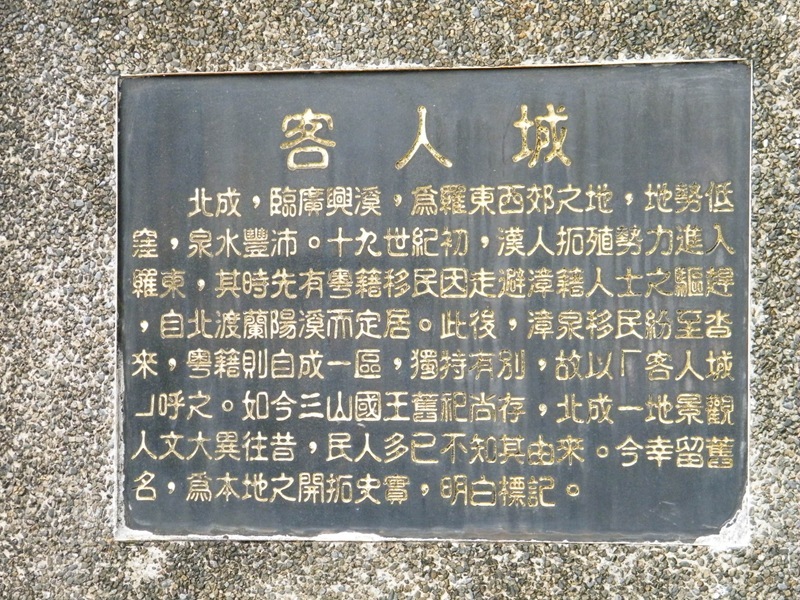 客人城
北成，臨廣興溪，為羅東西郊之地，地勢低
窪，泉水豐沛。十九世紀初，漢人拓殖勢力進入
羅東，其時先有粵籍移民因走避漳籍人士之驅趕
，自北渡蘭陽溪而定居。此後，漳泉移民紛至沓
來，粵籍則自成一區，獨特有別，故以「客人城
」呼之。如今三山國王舊祀尚存，北成一地景觀
人文大異往昔，民人多已不知其由來。今幸留舊
名，為本地之開拓史實，明白標記。